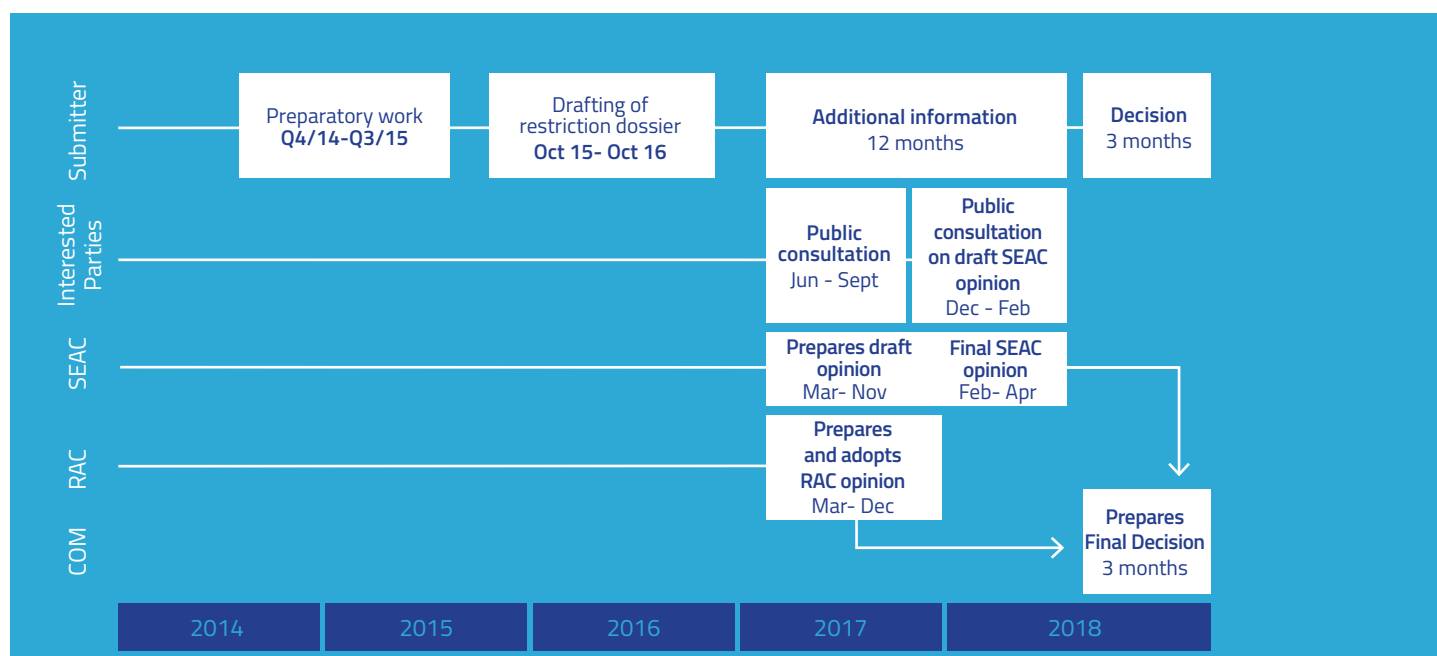 Submitter
Preparatory work
Q4/14-Q3/15
Drafting of
restriction dossier
Oct 15- Oct 16
Additional information
12 months
Decision
3 months
Interested
Parties
Public
consultation
Jun - Sept
Public
consultation
on draft SEAC
opinion
Dec - Feb
SEAC
Prepares draft
opinion
Mar- Nov
Final SEAC
opinion
Feb- Apr
RAC
Prepares
and adopts
RAC opinion
Mar- Dec
COM
Prepares
Final Decision
3 months
2014
2015
2016
2017
2018